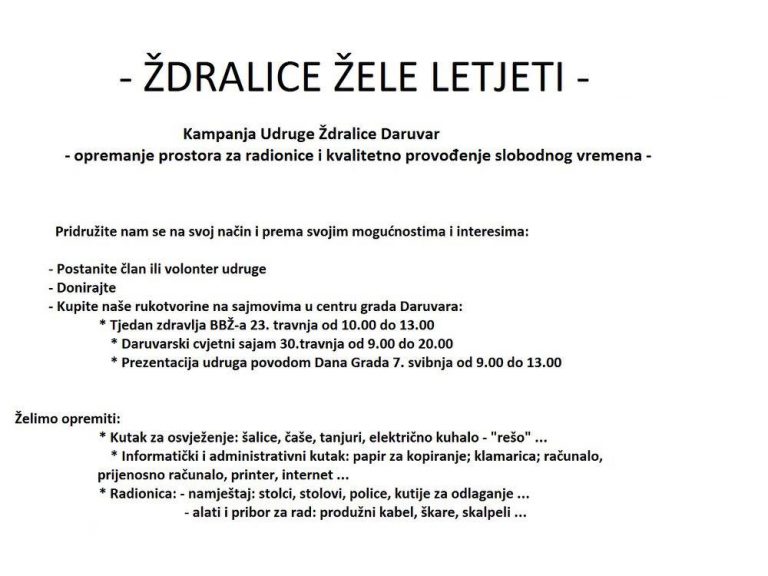 - ŽDRALICE ŽELE LETJETI -
Kampanja Udruge Ždralice Daruvar
- opremanje prostora za radionice i kvalitetno provođenje slobodnog vremena -
Pridružite nam se na svoj način i prema svojim mogućnostima i interesima:
- Postanite član ili volonter udruge
- Donirajte
- Kupite naše rukotvorine na sajmovima u centru grada Daruvara:
* Tjedan zdravlja BBŽ-a 23. travnja od 10.00 do 13.00
* Daruvarski cvjetni sajam 30.travnja od 9.00 do 20.00
* Prezentacija udruga povodom Dana Grada 7. svibnja od 9.00 do 13.00
Želimo opremiti:
* Kutak za osvježenje: šalice, čaše, tanjuri, električno kuhalo - "rešo" ...
* Informatički i administrativni kutak: papir za kopiranje; klamarica; računalo,
prijenosno računalo, printer, internet ...
* Radionica: - namještaj: stolci, stolovi, police, kutije za odlaganje ...
- alati i pribor za rad: produžni kabel, škare, skalpeli ...